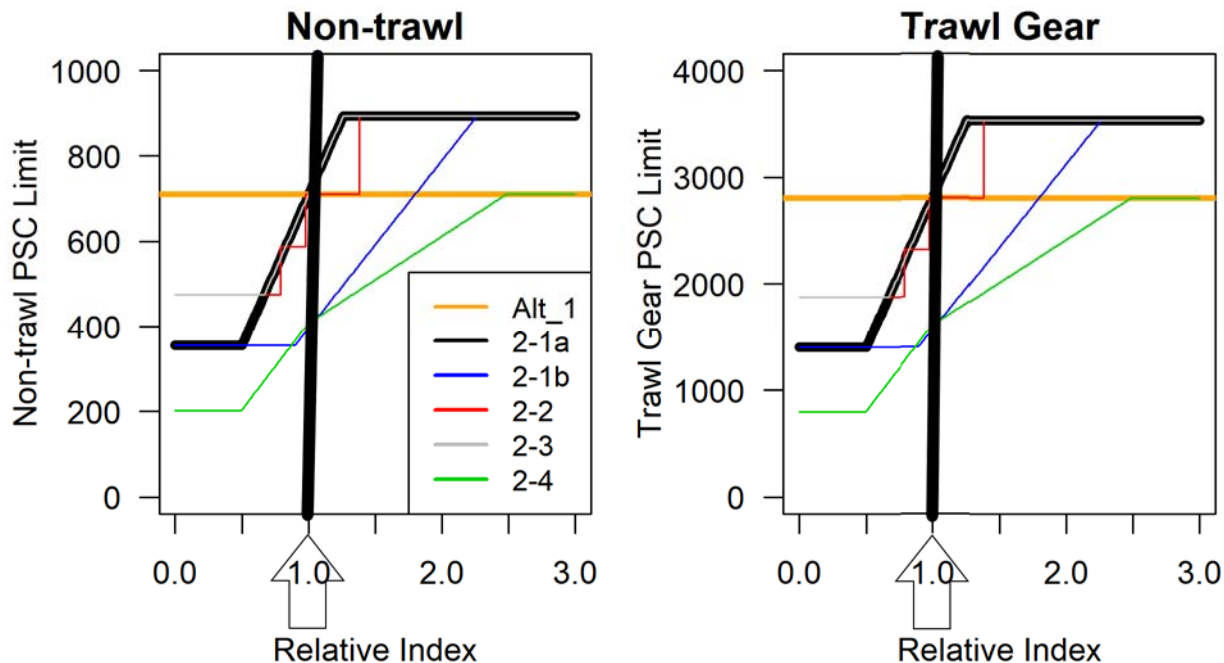 Non-trawl
Non-trawl PSC Limit
1000
800
600
400
200
0
Alt_1
2-1a
2-1b
2-2
2-3
2-4
0.0 1.0 2.0 3.0
Relative Index
Trawl Gear
Trawl Gear PSC Limit
4000
3000
2000
1000
0
0.0 1.0 2.0 3.0
Relative Index